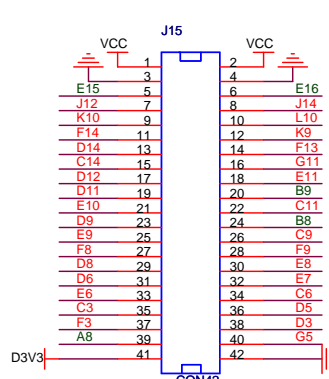 J15
VCC VCC
1 2
3 4
E15 5 6 E16
J12 7 8 J14
K10 9 10 L10
F14 11 12 K9
D14 13 14 F13
C14 15 16 G11
D12 17 18 E11
D11 19 20 B9
E10 21 22 C11
D9 23 24 B8
E9 25 26 C9
F8 27 28 F9
D8 29 30 E8
D6 31 32 E7
E6 33 34 C6
C3 35 36 D5
F3 37 38 D3
A8 39 40 G5
D3V3 41 42
CON42